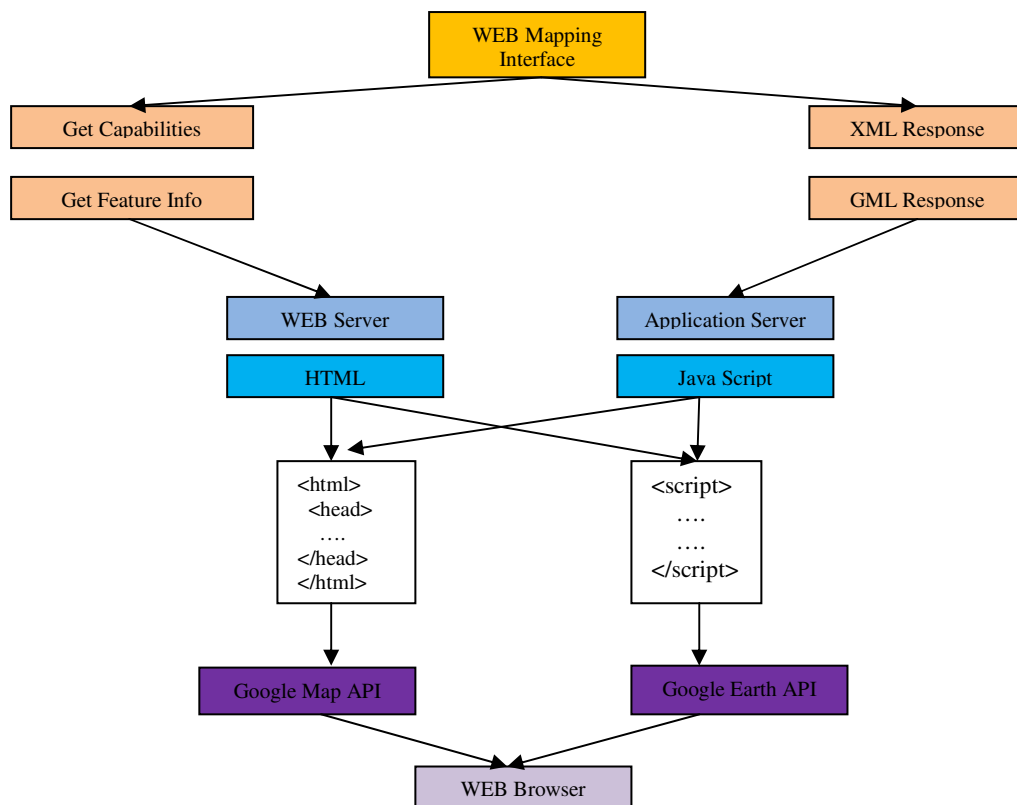 WEB Mapping
Interface
Get Capabilities
XML Response
Get Feature Info
GML Response
WEB Server
Application Server
HTML
Java Script
<html>
<head>
....
</head>
</html>
<script>
....
....
</script>
Google Map API
Google Earth API
WEB Browser